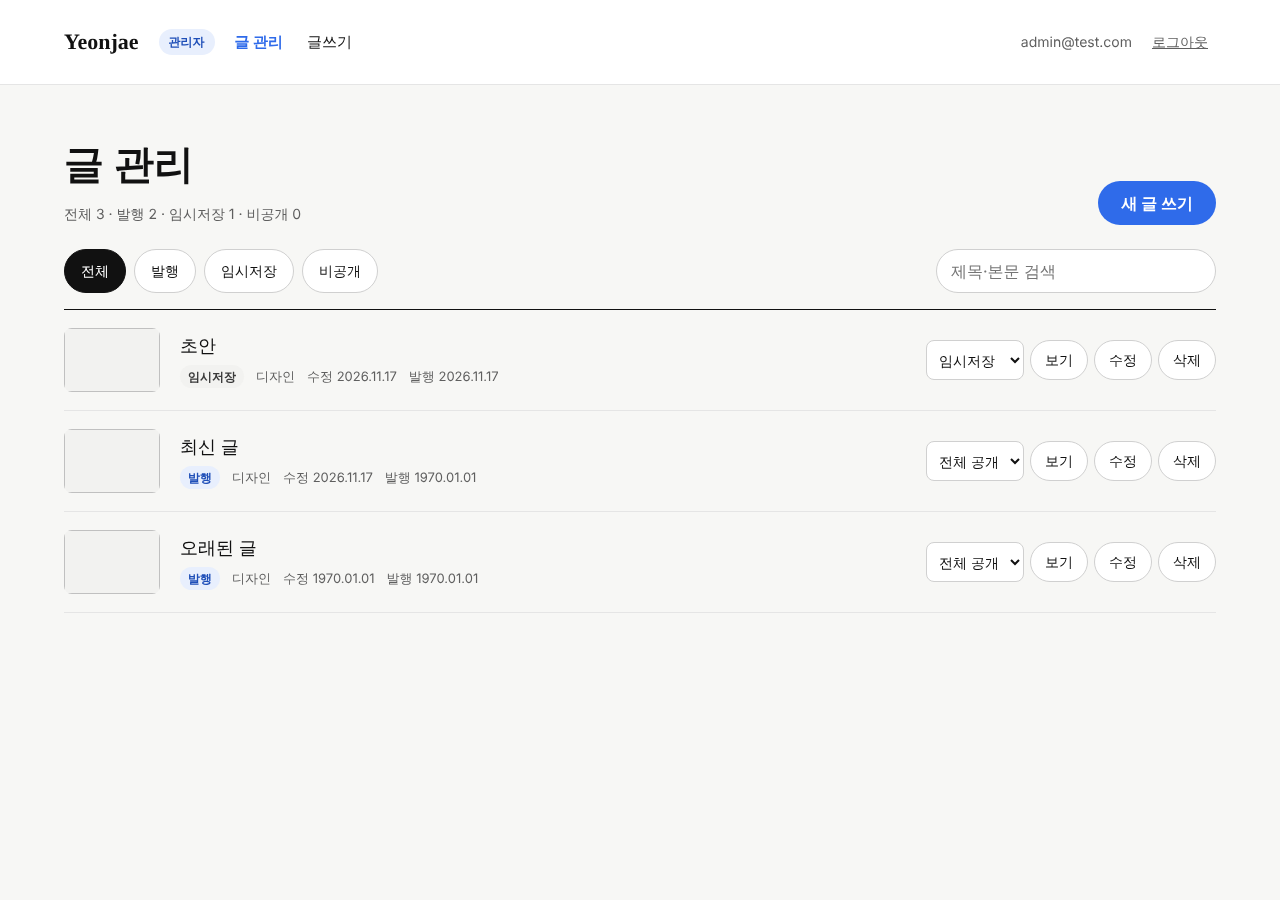 Yeonjae 관리자 글 관리 글쓰기 admin@test.com 로그아웃
글 관리
전체 3 · 발행 2 · 임시저장 1 · 비공개 0
새 글 쓰기
전체 발행 임시저장 비공개 제목·본문 검색
초안
임시저장 디자인 수정 2026.11.17 발행 2026.11.17
임시저장 보기 수정 삭제
최신 글
발행 디자인 수정 2026.11.17 발행 1970.01.01
전체 공개 보기 수정 삭제
오래된 글
발행 디자인 수정 1970.01.01 발행 1970.01.01
전체 공개 보기 수정 삭제